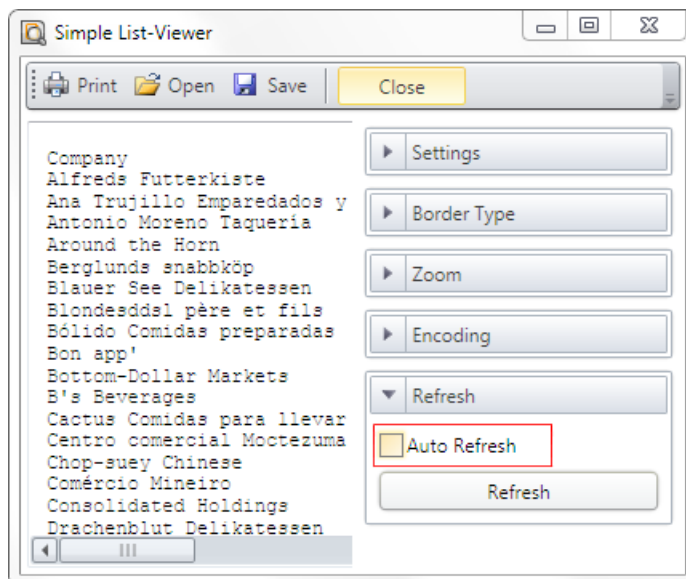 Simple List-Viewer
Print Open Save Close
Company
Alfreds Futterkiste
Ana Trujillo Emparedados y
Antonio Moreno Taquería
Around the Horn
Berglunds snabbköp
Blauer See Delikatessen
Blondesddsl père et fils
Bólido Comidas preparadas
Bon app'
Bottom-Dollar Markets
B's Beverages
Cactus Comidas para llevar
Centro comercial Moctezuma
Chop-suey Chinese
Comércio Mineiro
Consolidated Holdings
Drachenblut Delikatessen
Settings
Border Type
Zoom
Encoding
Refresh
Auto Refresh
Refresh